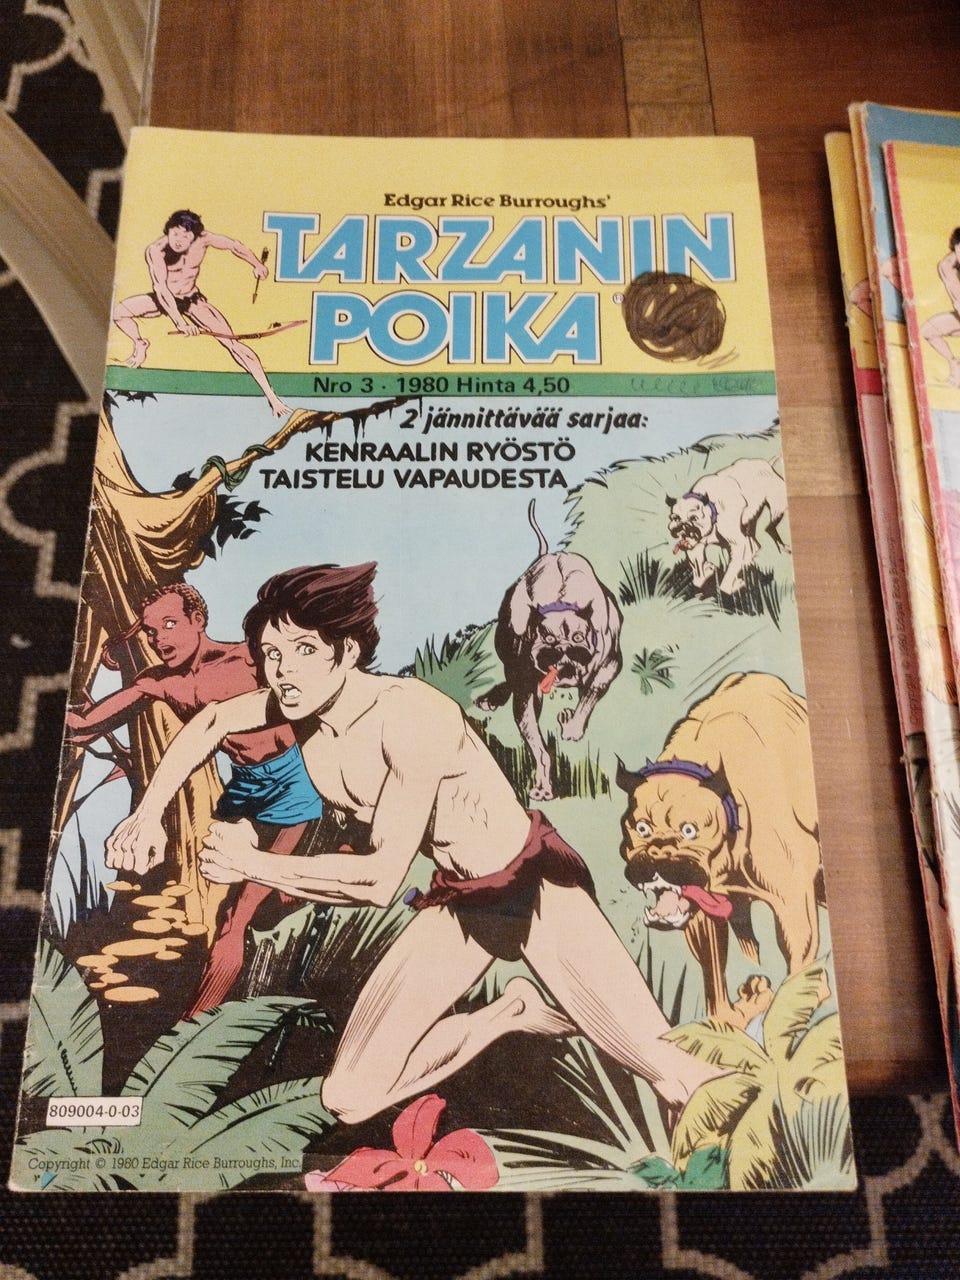 Edgar Rice Burroughs'
TARZANIN
POIKA
Nro 3 · 1980 Hinta 4,50
2 jännittävää sarjaa:
KENRAALIN RYÖSTÖ
TAISTELU VAPAUDESTA
809004-0-03
Copyright © 1980 Edgar Rice Burroughs, Inc.